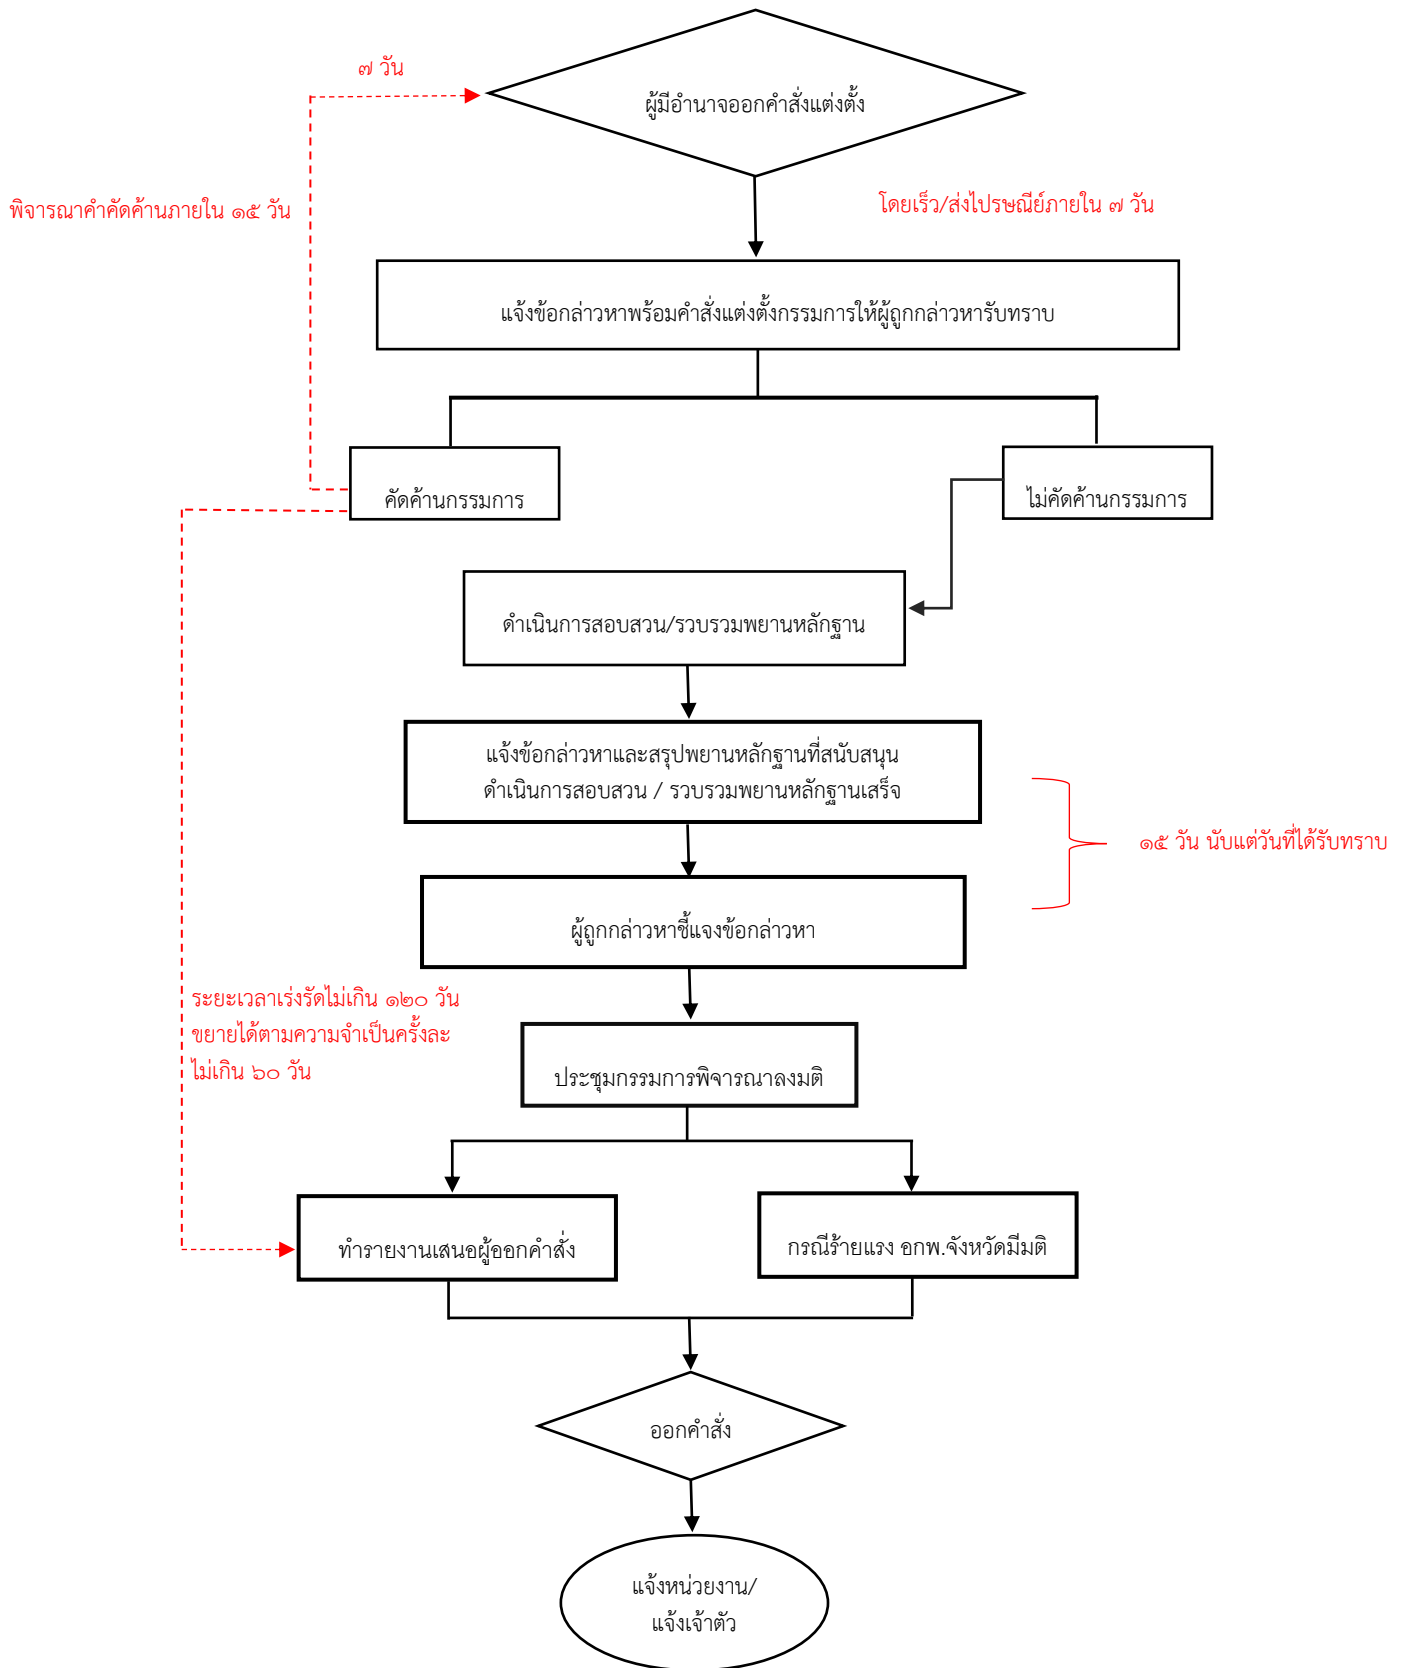 ๗ วัน
ผู้มีอำนาจออกคำสั่งแต่งตั้ง
พิจารณาคำคัดค้านภายใน ๑๕ วัน
โดยเร็ว/ส่งไปรษณีย์ภายใน ๗ วัน
แจ้งข้อกล่าวหาพร้อมคำสั่งแต่งตั้งกรรมการให้ผู้ถูกกล่าวหารับทราบ
คัดค้านกรรมการ
ไม่คัดค้านกรรมการ
ดำเนินการสอบสวน/รวบรวมพยานหลักฐาน
แจ้งข้อกล่าวหาและสรุปพยานหลักฐานที่สนับสนุน
ดำเนินการสอบสวน / รวบรวมพยานหลักฐานเสร็จ
๑๕ วัน นับแต่วันที่ได้รับทราบ
ผู้ถูกกล่าวหาชี้แจงข้อกล่าวหา
ระยะเวลาเร่งรัดไม่เกิน ๑๒๐ วัน
ขยายได้ตามความจำเป็นครั้งละ
ไม่เกิน ๖๐ วัน
ประชุมกรรมการพิจารณาลงมติ
ทำรายงานเสนอผู้ออกคำสั่ง
กรณีร้ายแรง อกพ.จังหวัดมีมติ
ออกคำสั่ง
แจ้งหน่วยงาน/
แจ้งเจ้าตัว